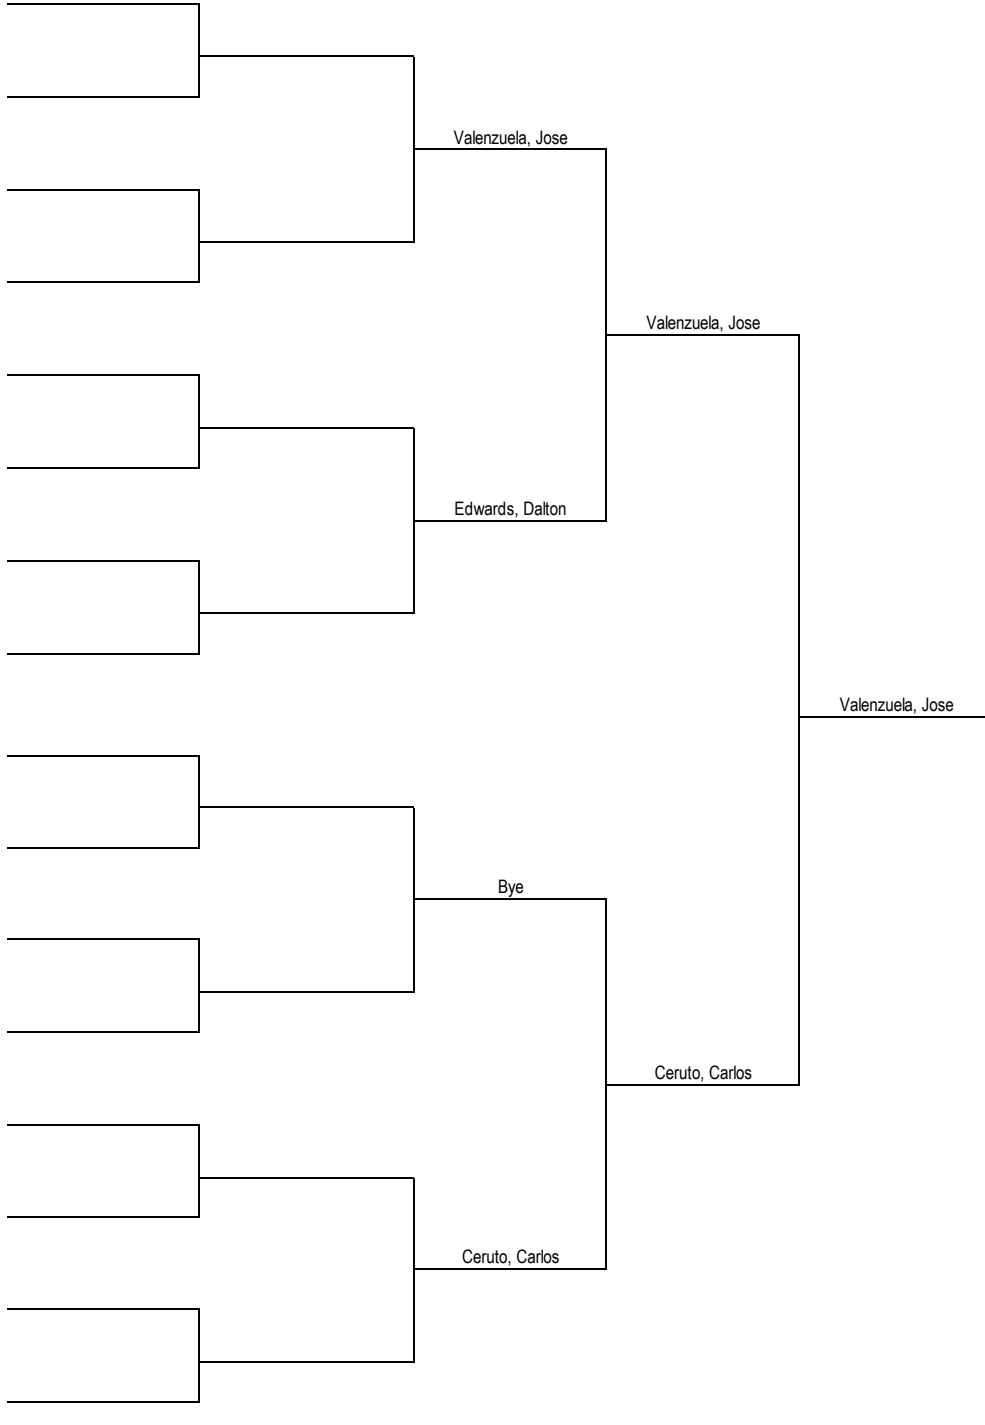 Valenzuela, Jose
Valenzuela, Jose
Edwards, Dalton
Valenzuela, Jose
Bye
Ceruto, Carlos
Ceruto, Carlos